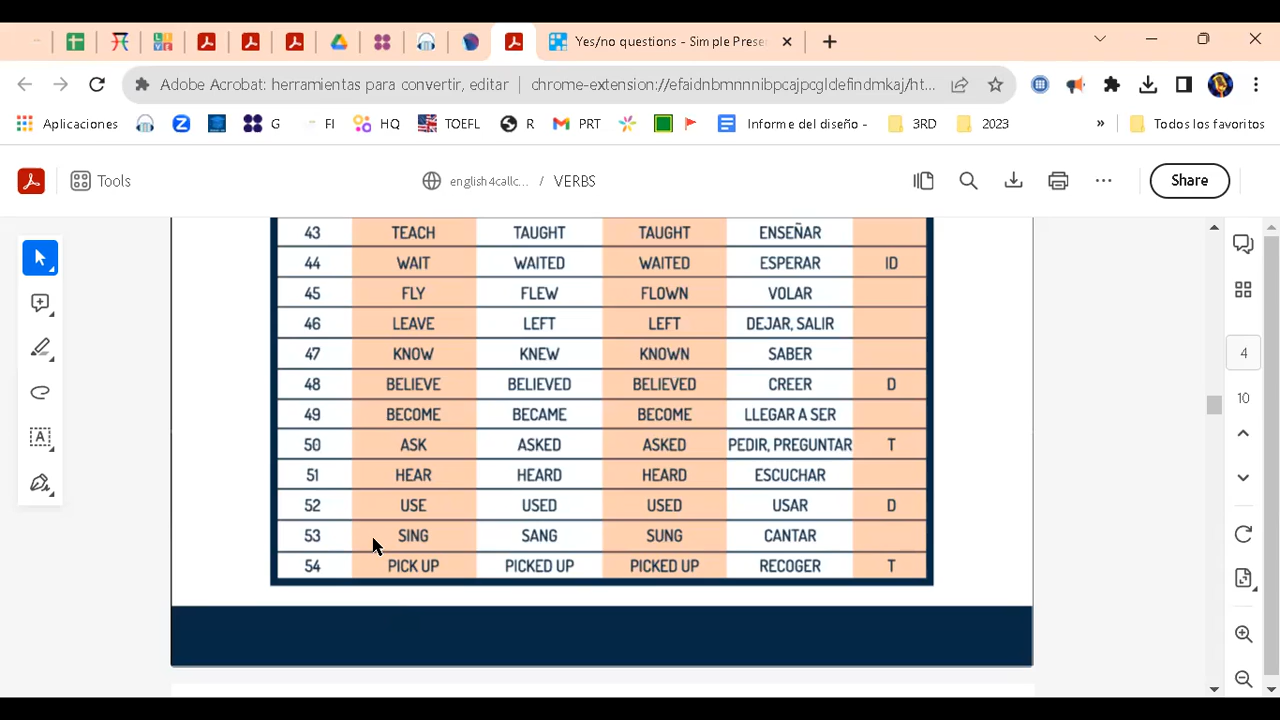 Yes/no questions - Simple Prese
Adobe Acrobat: herramientas para convertir, editar
chrome-extension://efaidnbmnnnibpcajpcglclefindmkaj/ht...
Aplicaciones G FI HQ TOEFL R PRT Informe del diseño - 3RD 2023 » Todos los favoritos
Tools english4callc... / VERBS Share
43 TEACH TAUGHT TAUGHT ENSEÑAR
44 WAIT WAITED WAITED ESPERAR ID
45 FLY FLEW FLOWN VOLAR
46 LEAVE LEFT LEFT DEJAR, SALIR
47 KNOW KNEW KNOWN SABER
48 BELIEVE BELIEVED BELIEVED CREER D
49 BECOME BECAME BECOME LLEGAR A SER
50 ASK ASKED ASKED PEDIR, PREGUNTAR T
51 HEAR HEARD HEARD ESCUCHAR
52 USE USED USED USAR D
53 SING SANG SUNG CANTAR
54 PICK UP PICKED UP PICKED UP RECOGER T
4
10